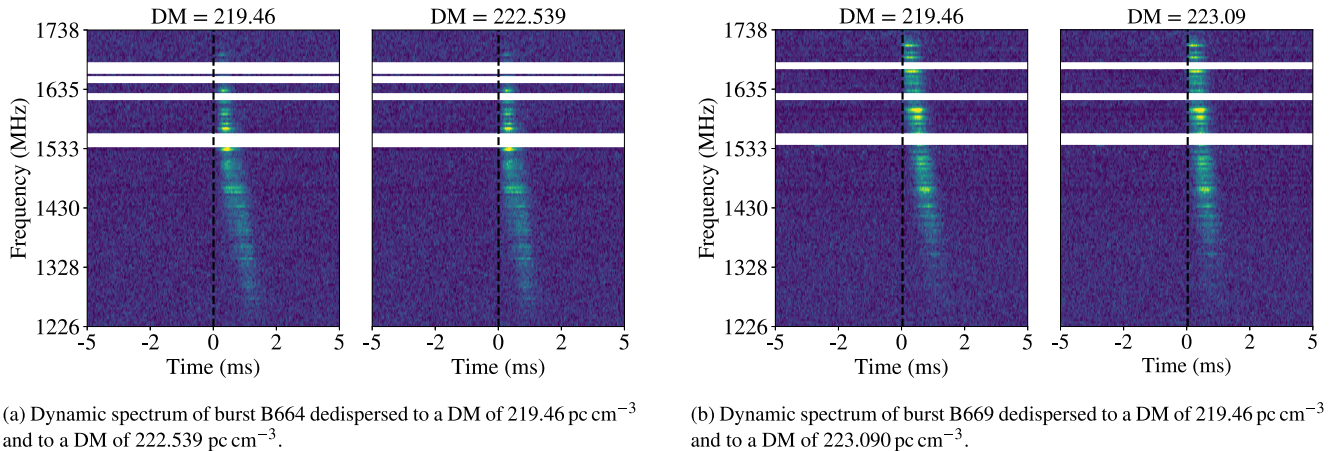 DM = 219.46
DM = 222.539
1738
1635
1533
1430
1328
1226
Frequency (MHz)
-5
-2
0
2
5
-5
-2
0
2
5
Time (ms)
Time (ms)
(a) Dynamic spectrum of burst B664 dedispersed to a DM of 219.46 pc cm⁻³
and to a DM of 222.539 pc cm⁻³.
DM = 219.46
DM = 223.09
1738
1635
1533
1430
1328
1226
Frequency (MHz)
-5
-2
0
2
5
-5
-2
0
2
5
Time (ms)
Time (ms)
(b) Dynamic spectrum of burst B669 dedispersed to a DM of 219.46 pc cm⁻³
and to a DM of 223.090 pc cm⁻³.